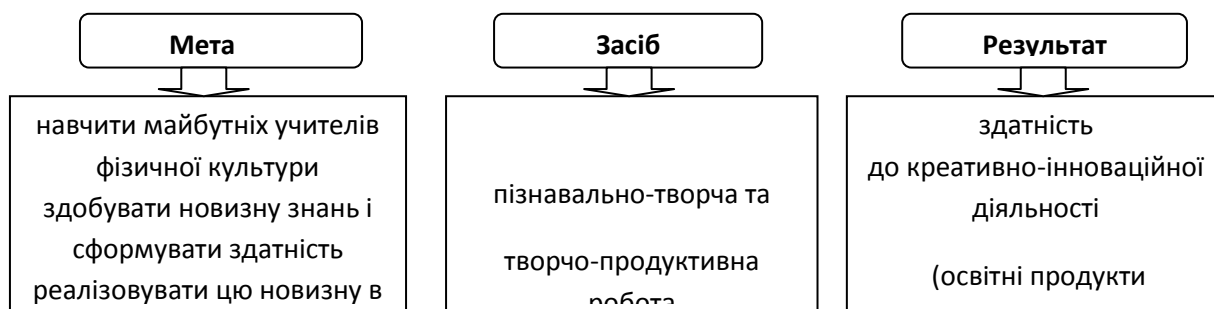 Мета
навчити майбутніх учителів
фізичної культури
здобувати новизну знань і
сформувати здатність
реалізовувати цю новизну в
Засіб
пізнавально-творча та
творчо-продуктивна
робота
Результат
здатність
до креативно-інноваційної
діяльності
(освітні продукти